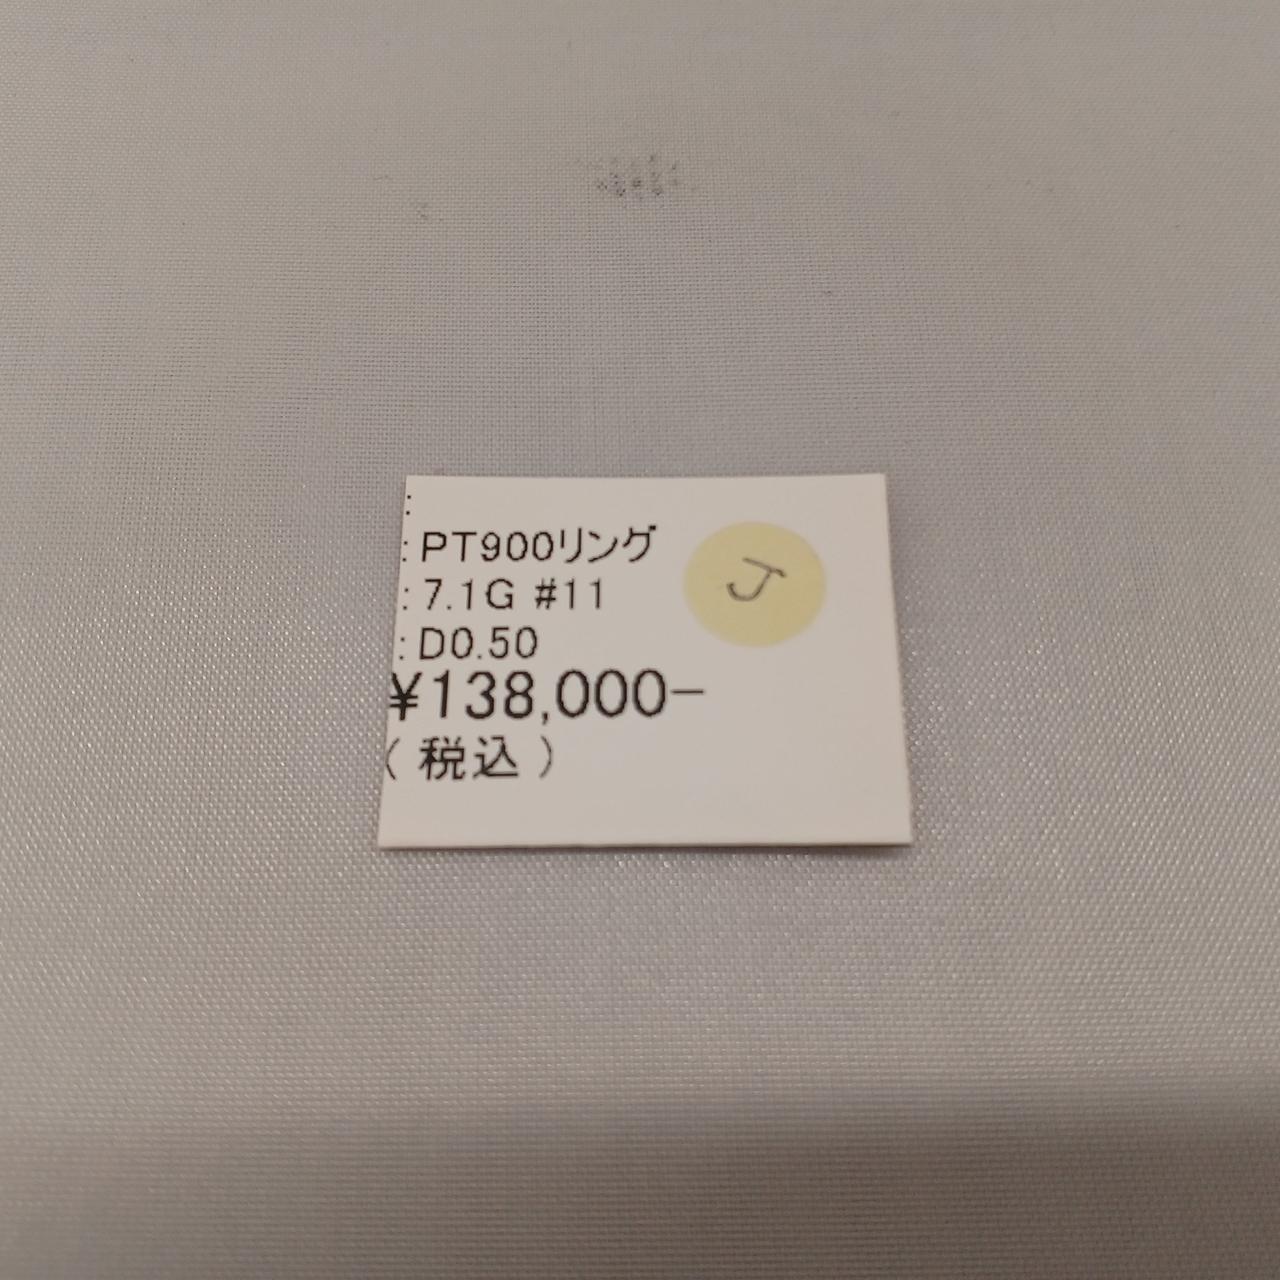 :
: PT900リング
: 7.1G #11
: D0.50
¥138,000−
( 税込 )
J